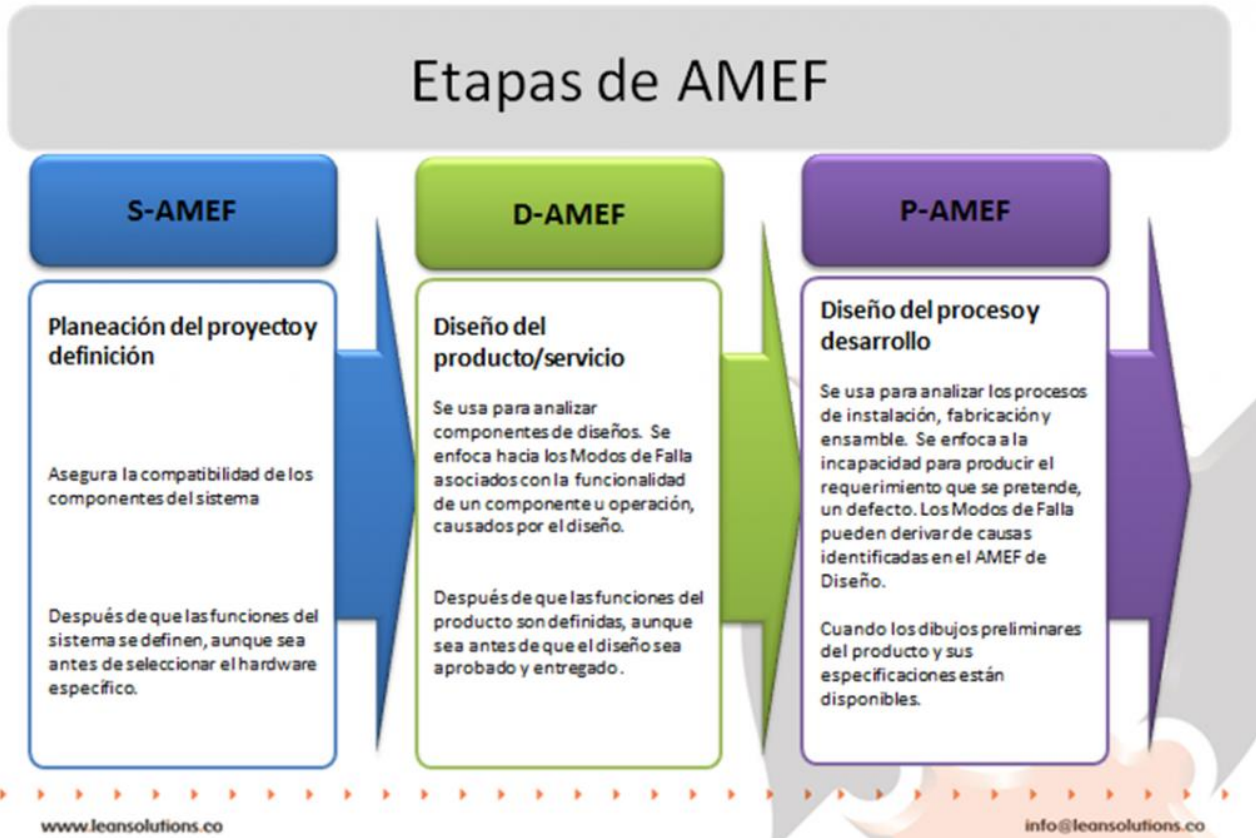 Etapas de AMEF
S-AMEF
Planeación del proyecto y
definición
Asegura la compatibilidad de los
componentes del sistema
Después de que las funciones del
sistema se definen, aunque sea
antes de seleccionar el hardware
específico.
D-AMEF
Diseño del
producto/servicio
Se usa para analizar
componentes de diseños. Se
enfoca hacia los Modos de Falla
asociados con la funcionalidad
de un componente u operación,
causados por el diseño.
Después de que las funciones del
producto son definidas, aunque
sea antes de que el diseño sea
aprobado y entregado.
P-AMEF
Diseño del proceso y
desarrollo
Se usa para analizar los procesos
de instalación, fabricación y
ensamble. Se enfoca a la
incapacidad para producir el
requerimiento que se pretende,
un defecto. Los Modos de Falla
pueden derivar de causas
identificadas en el AMEF de
Diseño.
Cuando los dibujos preliminares
del producto y sus
especificaciones están
disponibles.
www.leansolutions.co
info@leansolutions.co